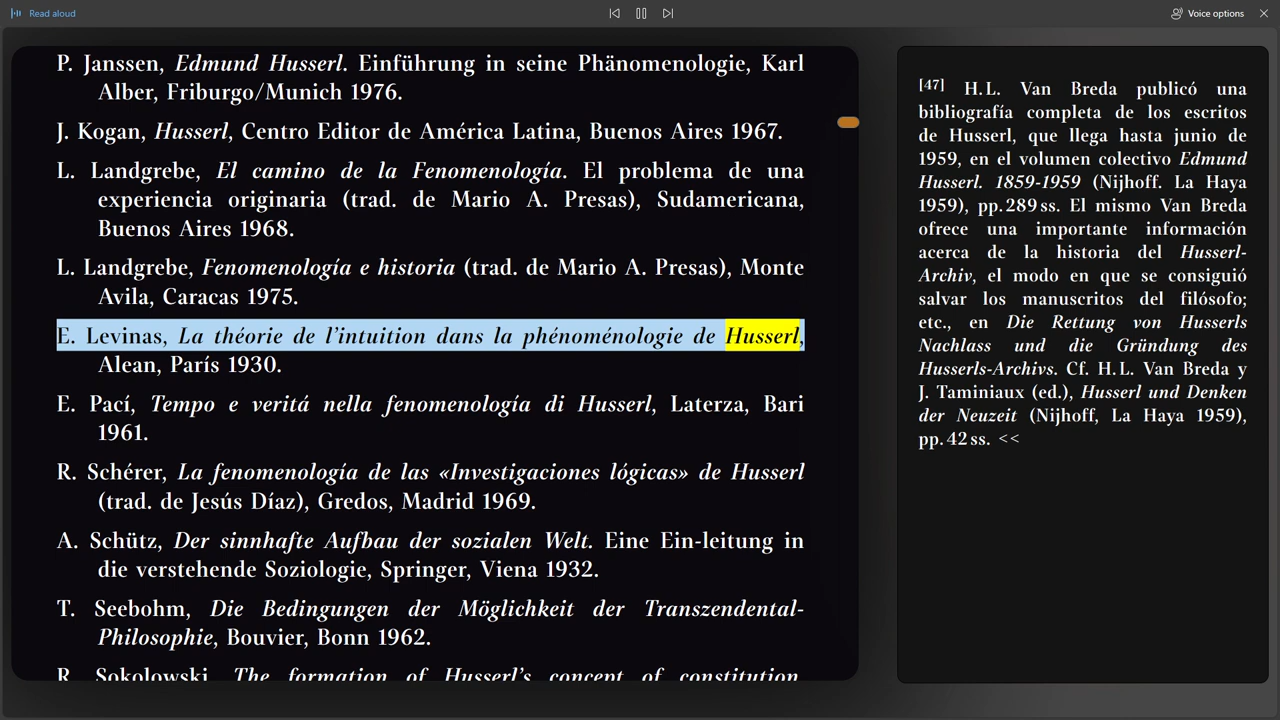 Read aloud
Voice options
P. Janssen, Edmund Husserl. Einführung in seine Phänomenologie, Karl
Alber, Friburgo/Munich 1976.
J. Kogan, Husserl, Centro Editor de América Latina, Buenos Aires 1967.
L. Landgrebe, El camino de la Fenomenología. El problema de una
experiencia originaria (trad. de Mario A. Presas), Sudamericana,
Buenos Aires 1968.
L. Landgrebe, Fenomenología e historia (trad. de Mario A. Presas), Monte
Avila, Caracas 1975.
E. Levinas, La théorie de l’intuition dans la phénoménologie de Husserl,
Alean, París 1930.
E. Pací, Tempo e veritá nella fenomenología di Husserl, Laterza, Bari
1961.
R. Schérer, La fenomenología de las «Investigaciones lógicas» de Husserl
(trad. de Jesús Díaz), Gredos, Madrid 1969.
A. Schütz, Der sinnhafte Aufbau der sozialen Welt. Eine Ein-leitung in
die verstehende Soziologie, Springer, Viena 1932.
T. Seebohm, Die Bedingungen der Möglichkeit der Transzendental-
Philosophie, Bouvier, Bonn 1962.
R. Sokolowski, The formation of Husserl’s concept of constitution,
[47] H.L. Van Breda publicó una
bibliografía completa de los escritos
de Husserl, que llega hasta junio de
1959, en el volumen colectivo Edmund
Husserl. 1859-1959 (Nijhoff. La Haya
1959), pp. 289 ss. El mismo Van Breda
ofrece una importante información
acerca de la historia del Husserl-
Archiv, el modo en que se consiguió
salvar los manuscritos del filósofo;
etc., en Die Rettung von Husserls
Nachlass und die Gründung des
Husserls-Archivs. Cf. H.L. Van Breda y
J. Taminiaux (ed.), Husserl und Denken
der Neuzeit (Nijhoff, La Haya 1959),
pp. 42 ss. <<